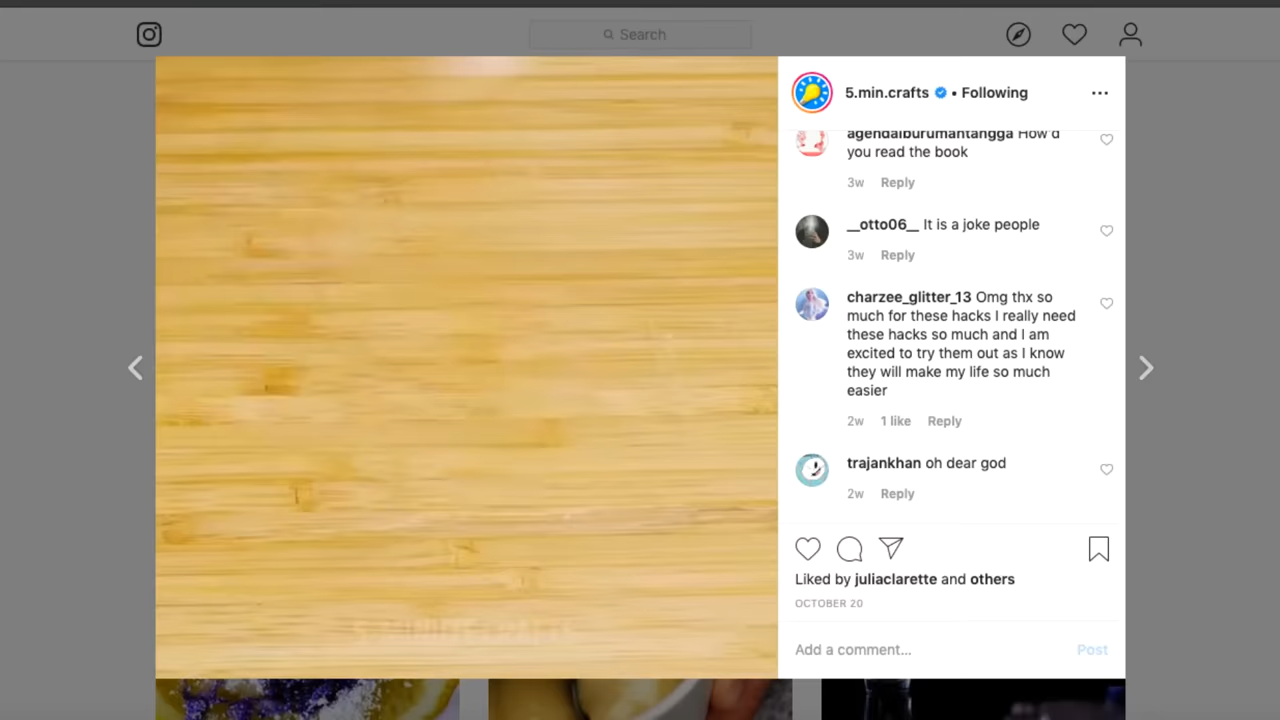 Search
5.min.crafts • Following
agendaiburumantangga How'd
you read the book
3w Reply
__otto06__ It is a joke people
3w Reply
charzee_glitter_13 Omg thx so
much for these hacks I really need
these hacks so much and I am
excited to try them out as I know
they will make my life so much
easier
2w 1 like Reply
trajankhan oh dear god
2w Reply
Liked by juliaclarette and others
OCTOBER 20
Add a comment... Post